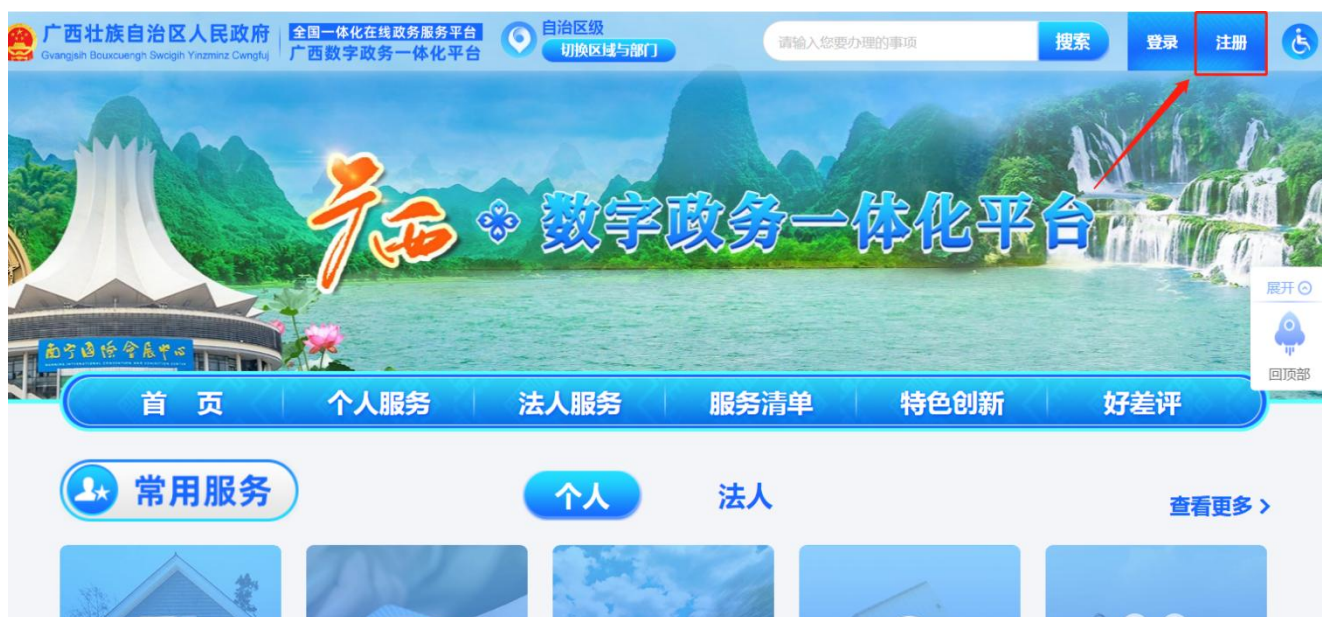 广西壮族自治区人民政府
Gvangjsih Bouxcuengh Swcigih Yinzminz Cwngfuj
全国一体化在线政务服务平台
广西数字政务一体化平台
自治区级
切换区域与部门
请输入您要办理的事项
搜索
登录
注册
广西 数字政务一体化平台
南宁国际会展中心
展开
回顶部
首 页
个人服务
法人服务
服务清单
特色创新
好差评
常用服务
个人
法人
查看更多 >